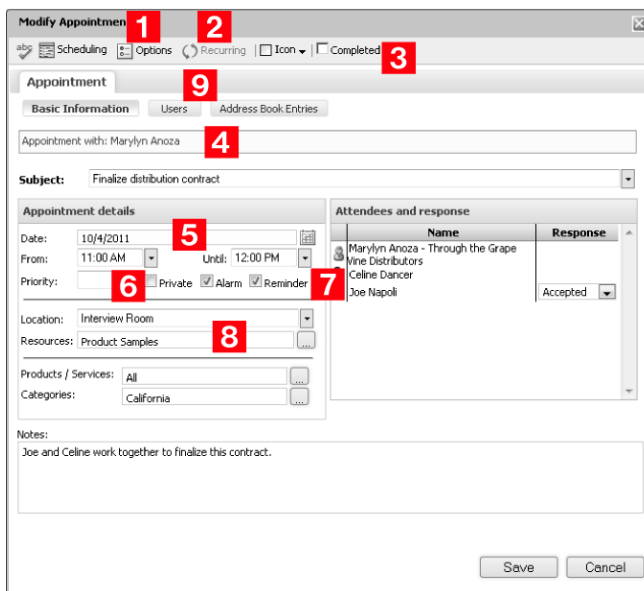 Modify Appointmen
1
2
abc Scheduling Options Recurring Icon Completed
3
Appointment
9
Basic Information Users Address Book Entries
Appointment with: Marylyn Anoza
4
Subject: Finalize distribution contract
Appointment details
Attendees and response
Name Response
5
Date: 10/4/2011
From: 11:00 AM Until: 12:00 PM
Priority: 6 Private Alarm Reminder 7
Marylyn Anoza - Through the Grape
Vine Distributors
Celine Dancer
Joe Napoli Accepted
Location: Interview Room
Resources: Product Samples ...
8
Products / Services: All ...
Categories: California ...
Notes:
Joe and Celine work together to finalize this contract.
Save Cancel